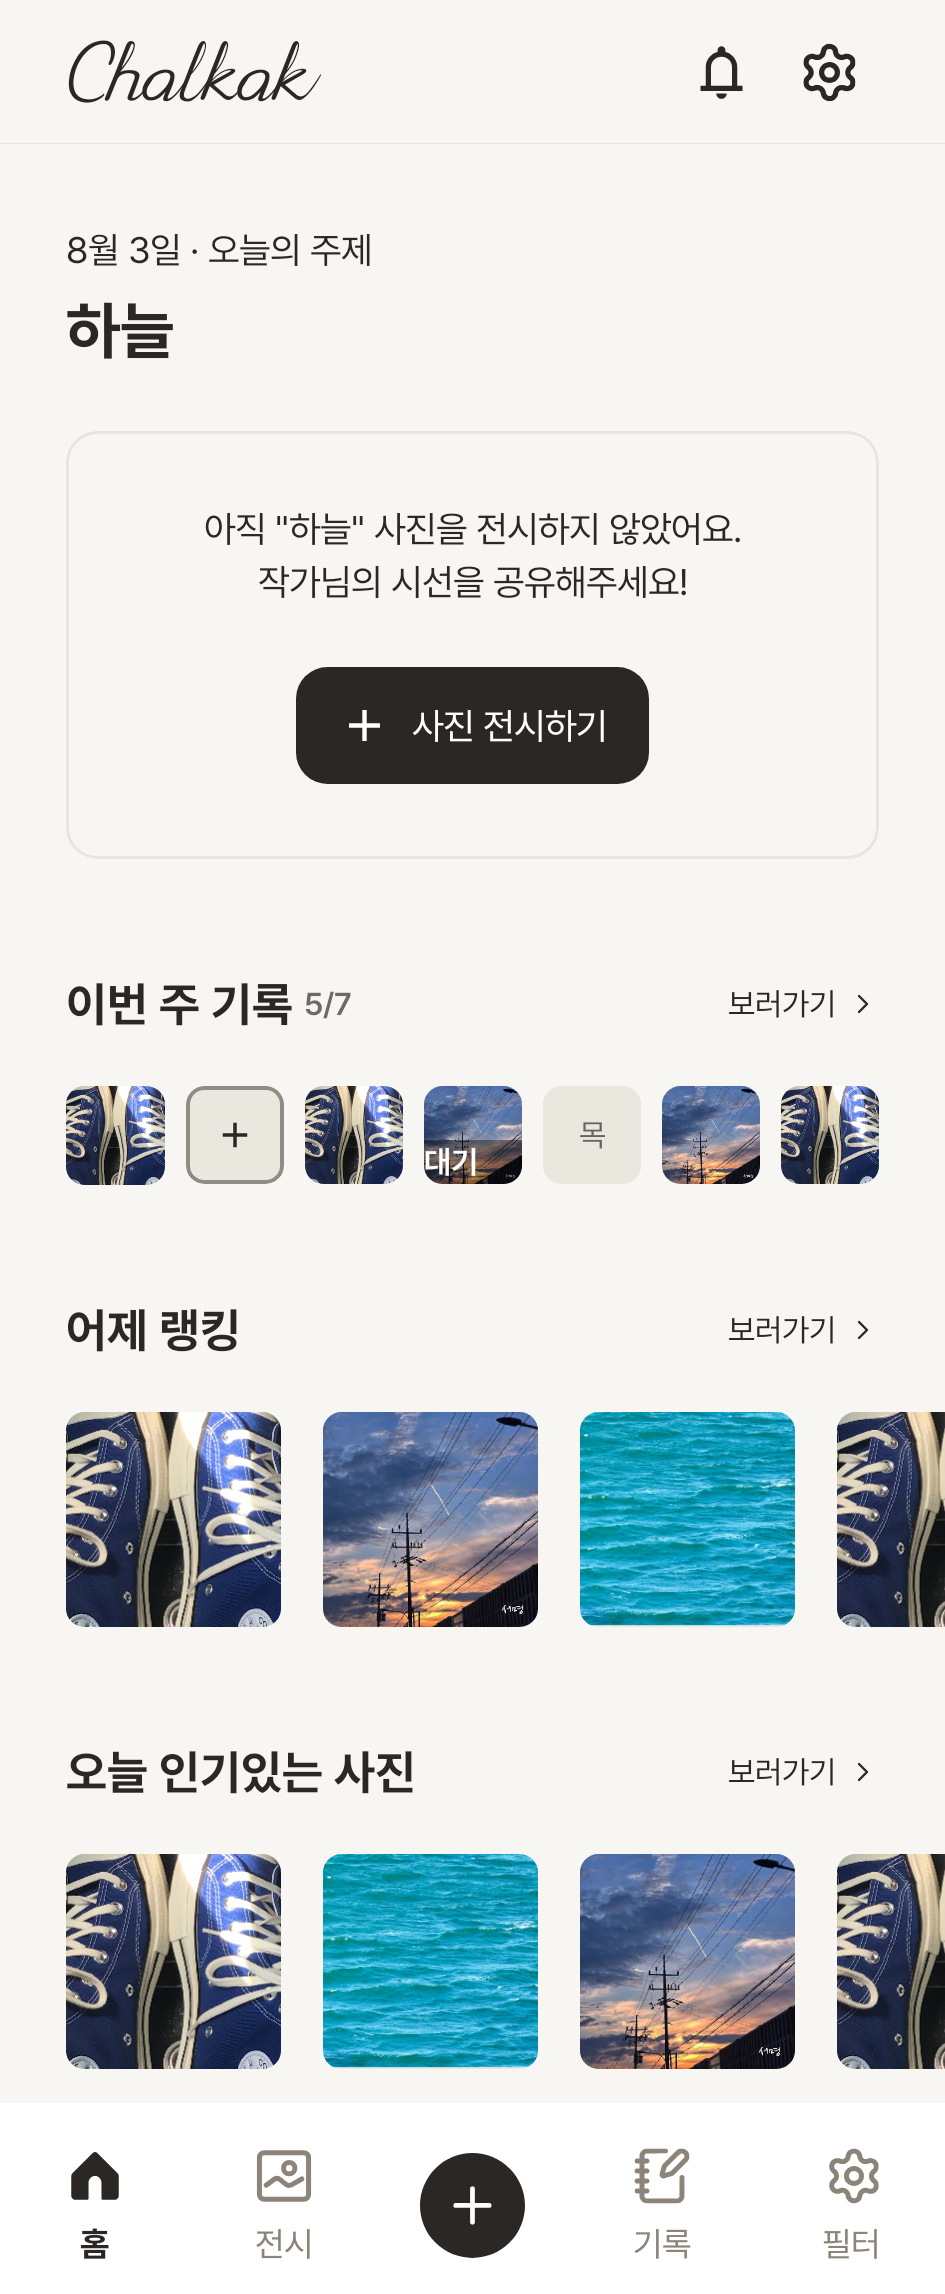 Chalkak
8월 3일 · 오늘의 주제
하늘
아직 "하늘" 사진을 전시하지 않았어요.
작가님의 시선을 공유해주세요!
+ 사진 전시하기
이번 주 기록 5/7
보러가기 >
+
대기
목
어제 랭킹
보러가기 >
세명
오늘 인기있는 사진
보러가기 >
세명
+
홈
전시
기록
필터